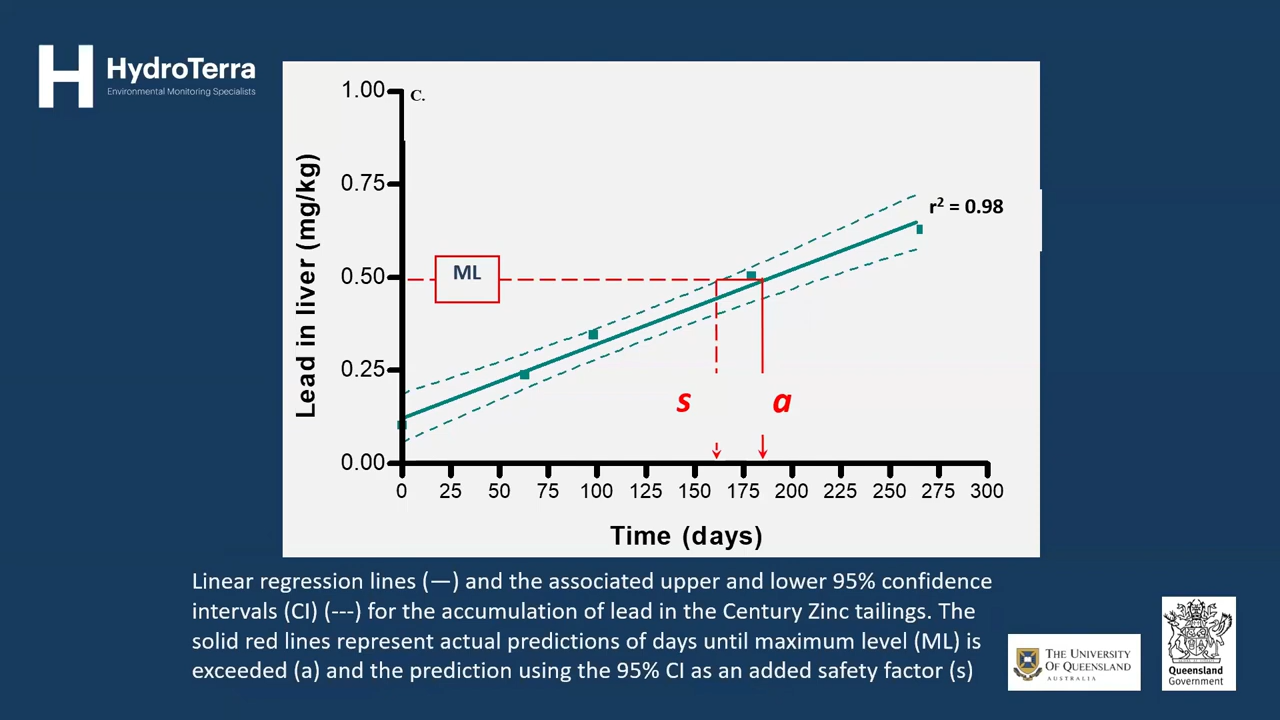 HydroTerra
Environmental Monitoring Specialists
C.
1.00
0.75
0.50
0.25
0.00
Lead in liver (mg/kg)
ML
r² = 0.98
s
a
0 25 50 75 100 125 150 175 200 225 250 275 300
Time (days)
Linear regression lines (—) and the associated upper and lower 95% confidence
intervals (CI) (---) for the accumulation of lead in the Century Zinc tailings. The
solid red lines represent actual predictions of days until maximum level (ML) is
exceeded (a) and the prediction using the 95% CI as an added safety factor (s)
THE UNIVERSITY
OF QUEENSLAND
AUSTRALIA
Queensland
Government